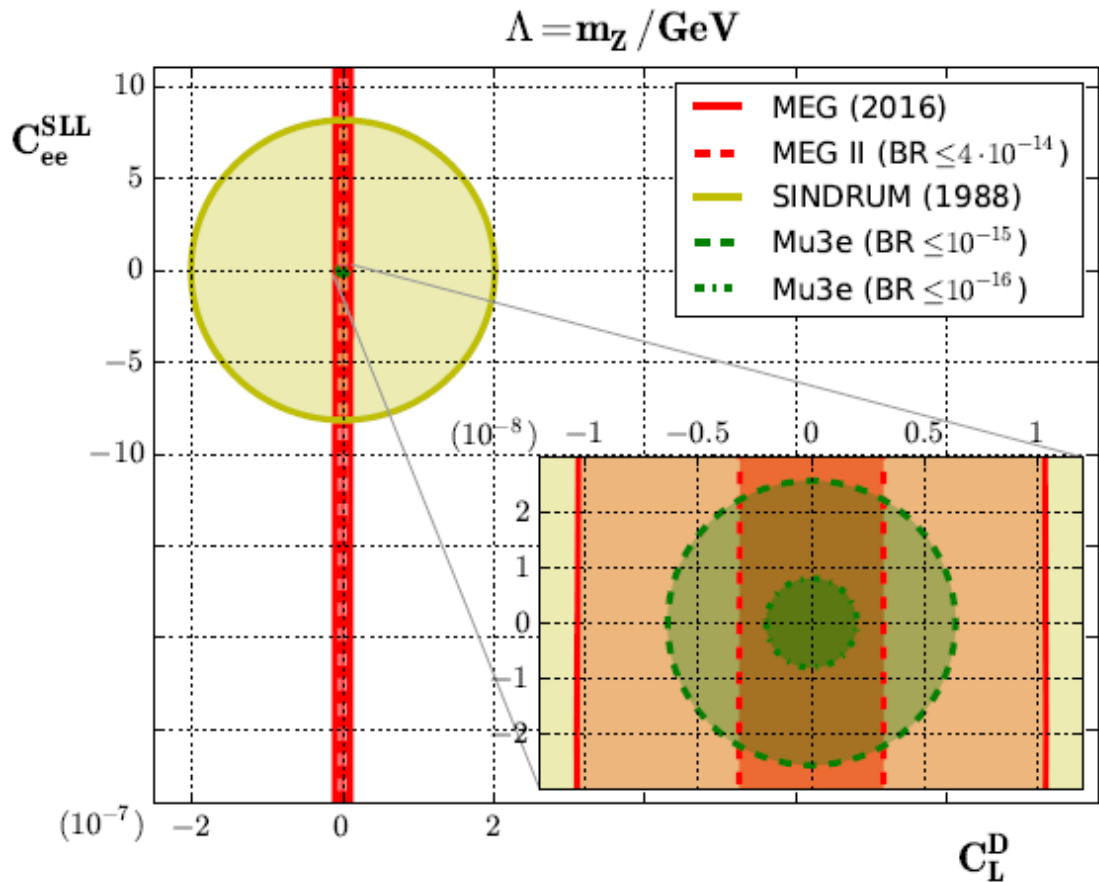 Λ = m_Z / GeV
C_ee^SLL
10
5
0
−5
−10
(10^−7)
−2
0
2
C_L^D
MEG (2016)
MEG II (BR ≤ 4 · 10^−14)
SINDRUM (1988)
Mu3e (BR ≤ 10^−15)
Mu3e (BR ≤ 10^−16)
(10^−8)
−1
−0.5
0
0.5
1
2
1
0
−1
−2